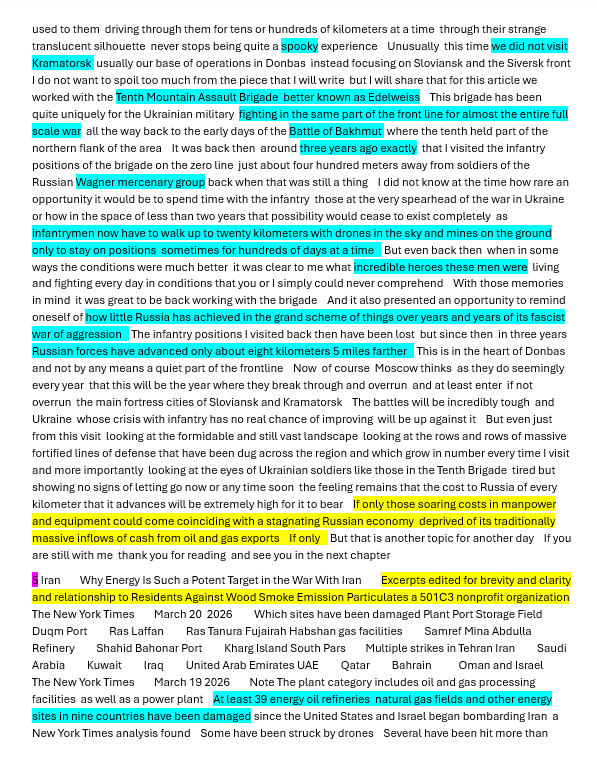 used to them driving through them for tens or hundreds of kilometers at a time through their strange
translucent silhouette never stops being quite a spooky experience Unusually this time we did not visit
Kramatorsk usually our base of operations in Donbas instead focusing on Sloviansk and the Siversk front
I do not want to spoil too much from the piece that I will write but I will share that for this article we
worked with the Tenth Mountain Assault Brigade better known as Edelweiss This brigade has been
quite uniquely for the Ukrainian military fighting in the same part of the front line for almost the entire full
scale war all the way back to the early days of the Battle of Bakhmut where the tenth held part of the
northern flank of the area It was back then around three years ago exactly that I visited the infantry
positions of the brigade on the zero line just about four hundred meters away from soldiers of the
Russian Wagner mercenary group back when that was still a thing I did not know at the time how rare an
opportunity it would be to spend time with the infantry those at the very spearhead of the war in Ukraine
or how in the space of less than two years that possibility would cease to exist completely as
infantrymen now have to walk up to twenty kilometers with drones in the sky and mines on the ground
only to stay on positions sometimes for hundreds of days at a time But even back then when in some
ways the conditions were much better it was clear to me what incredible heroes these men were living
and fighting every day in conditions that you or I simply could never comprehend With those memories
in mind it was great to be back working with the brigade And it also presented an opportunity to remind
oneself of how little Russia has achieved in the grand scheme of things over years and years of its fascist
war of aggression The infantry positions I visited back then have been lost but since then in three years
Russian forces have advanced only about eight kilometers 5 miles farther This is in the heart of Donbas
and not by any means a quiet part of the frontline Now of course Moscow thinks as they do seemingly
every year that this will be the year where they break through and overrun and at least enter if not
overrun the main fortress cities of Sloviansk and Kramatorsk The battles will be incredibly tough and
Ukraine whose crisis with infantry has no real chance of improving will be up against it But even just
from this visit looking at the formidable and still vast landscape looking at the rows and rows of massive
fortified lines of defense that have been dug across the region and which grow in number every time I visit
and more importantly looking at the eyes of Ukrainian soldiers like those in the Tenth Brigade tired but
showing no signs of letting go now or any time soon the feeling remains that the cost to Russia of every
kilometer that it advances will be extremely high for it to bear If only those soaring costs in manpower
and equipment could come coinciding with a stagnating Russian economy deprived of its traditionally
massive inflows of cash from oil and gas exports If only But that is another topic for another day If you
are still with me thank you for reading and see you in the next chapter
5 Iran Why Energy Is Such a Potent Target in the War With Iran Excerpts edited for brevity and clarity
and relationship to Residents Against Wood Smoke Emission Particulates a 501C3 nonprofit organization
The New York Times March 20 2026 Which sites have been damaged Plant Port Storage Field
Duqm Port Ras Laffan Ras Tanura Fujairah Habshan gas facilities Samref Mina Abdulla
Refinery Shahid Bahonar Port Kharg Island South Pars Multiple strikes in Tehran Iran Saudi
Arabia Kuwait Iraq United Arab Emirates UAE Qatar Bahrain Oman and Israel
The New York Times March 19 2026 Note The plant category includes oil and gas processing
facilities as well as a power plant At least 39 energy oil refineries natural gas fields and other energy
sites in nine countries have been damaged since the United States and Israel began bombarding Iran a
New York Times analysis found Some have been struck by drones Several have been hit more than